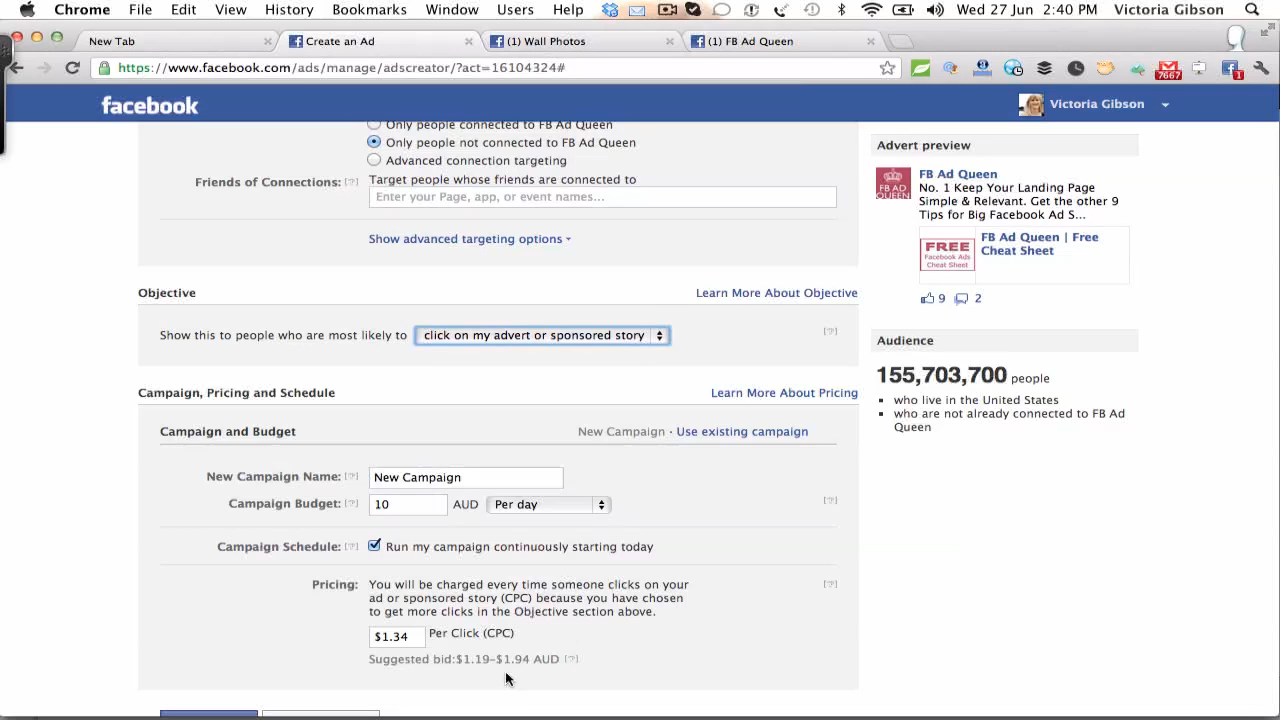 Chrome File Edit View History Bookmarks Window Users Help Wed 27 Jun 2:40 PM Victoria Gibson
New Tab Create an Ad (1) Wall Photos (1) FB Ad Queen
https://www.facebook.com/ads/manage/adscreator/?act=16104324#
7667 1
facebook
Victoria Gibson
Only people connected to FB Ad Queen
Only people not connected to FB Ad Queen
Advanced connection targeting
Friends of Connections: [?] Target people whose friends are connected to
Enter your Page, app, or event names...
Show advanced targeting options
Objective Learn More About Objective
Show this to people who are most likely to click on my advert or sponsored story [?]
Campaign, Pricing and Schedule Learn More About Pricing
Campaign and Budget New Campaign · Use existing campaign
New Campaign Name: [?] New Campaign
Campaign Budget: [?] 10 AUD Per day [?]
Campaign Schedule: [?] Run my campaign continuously starting today
Pricing: You will be charged every time someone clicks on your [?]
ad or sponsored story (CPC) because you have chosen
to get more clicks in the Objective section above.
$1.34 Per Click (CPC)
Suggested bid:$1.19–$1.94 AUD [?]
Advert preview
FB Ad Queen
FB AD QUEEN
No. 1 Keep Your Landing Page
Simple & Relevant. Get the other 9
Tips for Big Facebook Ad S...
FREE
Facebook Ads
Cheat Sheet
FB Ad Queen | Free
Cheat Sheet
9 2
Audience
155,703,700 people
who live in the United States
who are not already connected to FB Ad
Queen